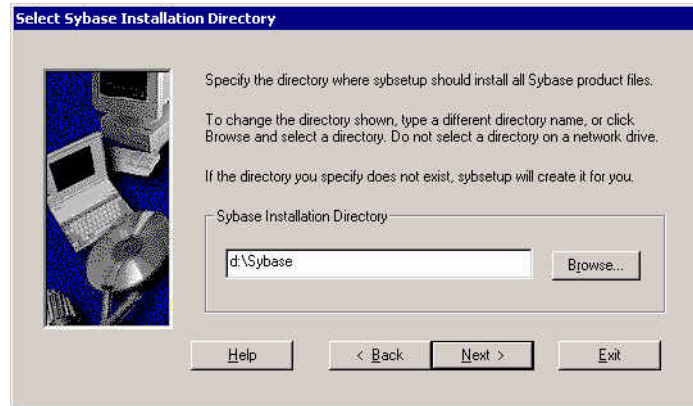 Select Sybase Installation Directory
Specify the directory where sybsetup should install all Sybase product files.
To change the directory shown, type a different directory name, or click
Browse and select a directory. Do not select a directory on a network drive.
If the directory you specify does not exist, sybsetup will create it for you.
Sybase Installation Directory
d:\Sybase
Browse...
Help
< Back
Next >
Exit